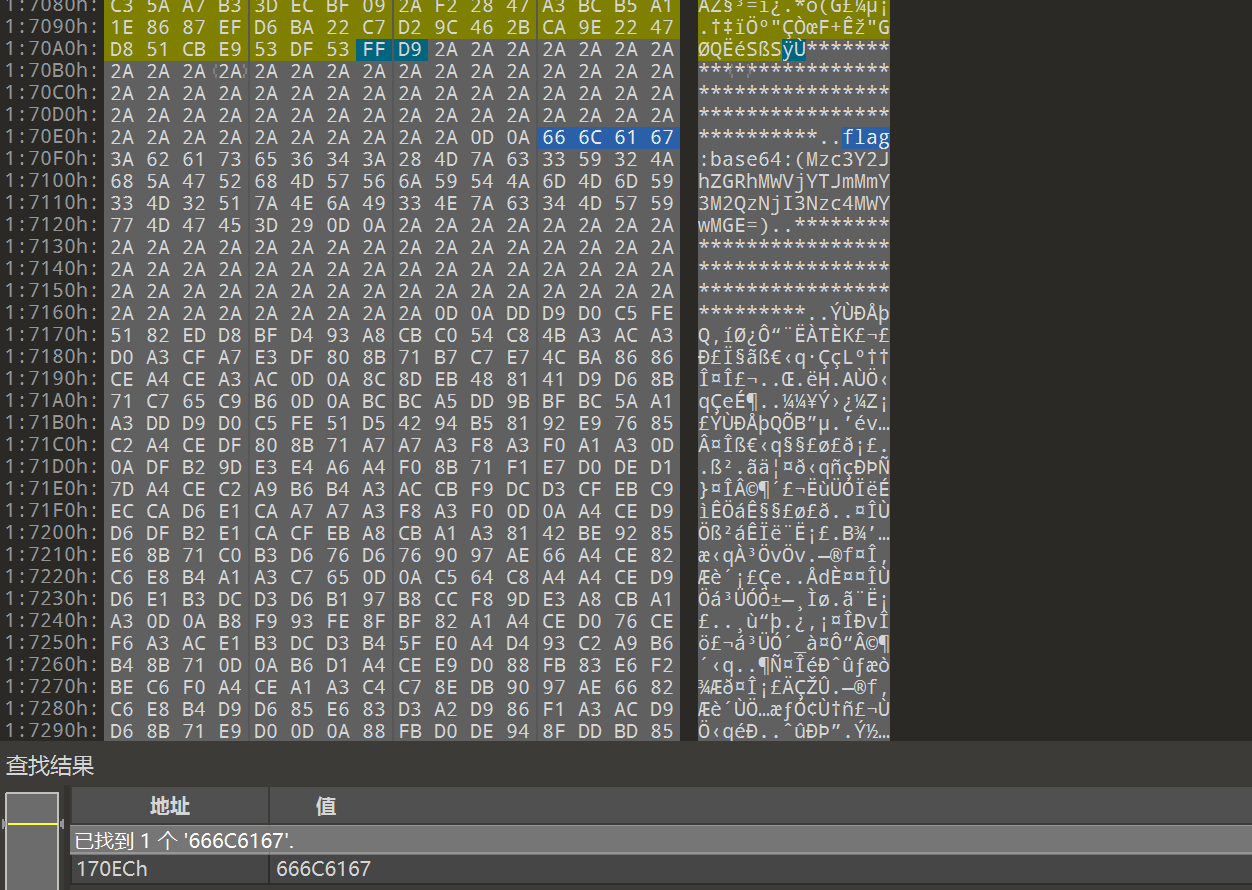 1:7080h: C3 5A A7 B3 3D EC BF 09 2A F2 28 47 A3 BC B5 A1 ÃZ§³=ì¿.*ò(G£¼µ¡
1:7090h: 1E 86 87 EF D6 BA 22 C7 D2 9C 46 2B CA 9E 22 47 .†‡ïÖº"ÇÒœF+Êž"G
1:70A0h: D8 51 CB E9 53 DF 53 FF D9 2A 2A 2A 2A 2A 2A 2A ØQËéSßSÿÙ*******
1:70B0h: 2A 2A 2A 2A 2A 2A 2A 2A 2A 2A 2A 2A 2A 2A 2A 2A ****************
1:70C0h: 2A 2A 2A 2A 2A 2A 2A 2A 2A 2A 2A 2A 2A 2A 2A 2A ****************
1:70D0h: 2A 2A 2A 2A 2A 2A 2A 2A 2A 2A 2A 2A 2A 2A 2A 2A ****************
1:70E0h: 2A 2A 2A 2A 2A 2A 2A 2A 2A 2A 0D 0A 66 6C 61 67 **********..flag
1:70F0h: 3A 62 61 73 65 36 34 3A 28 4D 7A 63 33 59 32 4A :base64:(Mzc3Y2J
1:7100h: 68 5A 47 52 68 4D 57 56 6A 59 54 4A 6D 4D 6D 59 hZGRhMWVjYTJmMmY
1:7110h: 33 4D 32 51 7A 4E 6A 49 33 4E 7A 63 34 4D 57 59 3M2QzNjI3Nzc4MWY
1:7120h: 77 4D 47 45 3D 29 0D 0A 2A 2A 2A 2A 2A 2A 2A 2A wMGE=)..********
1:7130h: 2A 2A 2A 2A 2A 2A 2A 2A 2A 2A 2A 2A 2A 2A 2A 2A ****************
1:7140h: 2A 2A 2A 2A 2A 2A 2A 2A 2A 2A 2A 2A 2A 2A 2A 2A ****************
1:7150h: 2A 2A 2A 2A 2A 2A 2A 2A 2A 2A 2A 2A 2A 2A 2A 2A ****************
1:7160h: 2A 2A 2A 2A 2A 2A 2A 2A 2A 0D 0A DD D9 D0 C5 FE *********..ÝÙÐÅþ
1:7170h: 51 82 ED D8 BF D4 93 A8 CB C0 54 C8 4B A3 AC A3 Q‚íØ¿Ô“¨ËÀTÈK£¬£
1:7180h: D0 A3 CF A7 E3 DF 80 8B 71 B7 C7 E7 4C BA 86 86 Ð£Ï§ãß€‹q·ÇçLº††
1:7190h: CE A4 CE A3 AC 0D 0A 8C 8D EB 48 81 41 D9 D6 8B Î¤Î£¬..Œ.ëH.AÙÖ‹
1:71A0h: 71 C7 65 C9 B6 0D 0A BC BC A5 DD 9B BF BC 5A A1 qÇeÉ¶..¼¼¥Ý›¿¼Z¡
1:71B0h: A3 DD D9 D0 C5 FE 51 D5 42 94 B5 81 92 E9 76 85 £ÝÙÐÅþQÕB”µ.’év…
1:71C0h: C2 A4 CE DF 80 8B 71 A7 A7 A3 F8 A3 F0 A1 A3 0D Â¤Îß€‹q§§£ø£ð¡£.
1:71D0h: 0A DF B2 9D E3 E4 A6 A4 F0 8B 71 F1 E7 D0 DE D1 .ß².ãä¦¤ð‹qñçÐÞÑ
1:71E0h: 7D A4 CE C2 A9 B6 B4 A3 AC CB F9 DC D3 CF EB C9 }¤ÎÂ©¶´£¬ËùÜÓÏëÉ
1:71F0h: EC CA D6 E1 CA A7 A7 A3 F8 A3 F0 0D 0A A4 CE D9 ìÊÖáÊ§§£ø£ð..¤ÎÙ
1:7200h: D6 DF B2 E1 CA CF EB A8 CB A1 A3 81 42 BE 92 85 Öß²áÊÏë¨Ë¡£.B¾’…
1:7210h: E6 8B 71 C0 B3 D6 76 D6 76 90 97 AE 66 A4 CE 82 æ‹qÀ³ÖvÖv.—®f¤Î‚
1:7220h: C6 E8 B4 A1 A3 C7 65 0D 0A C5 64 C8 A4 A4 CE D9 Æè´¡£Çe..ÅdÈ¤¤ÎÙ
1:7230h: D6 E1 B3 DC D3 D6 B1 97 B8 CC F8 9D E3 A8 CB A1 Öá³ÜÓÖ±—¸Ìø.ã¨Ë¡
1:7240h: A3 0D 0A B8 F9 93 FE 8F BF 82 A1 A4 CE D0 76 CE £..¸ù“þ.¿‚¡¤ÎÐvÎ
1:7250h: F6 A3 AC E1 B3 DC D3 B4 5F E0 A4 D4 93 C2 A9 B6 ö£¬á³ÜÓ´_à¤Ô“Â©¶
1:7260h: B4 8B 71 0D 0A B6 D1 A4 CE E9 D0 88 FB 83 E6 F2 ´‹q..¶Ñ¤ÎéÐˆûƒæò
1:7270h: BE C6 F0 A4 CE A1 A3 C4 C7 8E DB 90 97 AE 66 82 ¾Æð¤Î¡£ÄÇŽÛ.—®f‚
1:7280h: C6 E8 B4 D9 D6 85 E6 83 D3 A2 D9 86 F1 A3 AC D9 Æè´ÙÖ…æƒÓ¢Ù†ñ£¬Ù
1:7290h: D6 8B 71 E9 D0 0D 0A 88 FB D0 DE 94 8F DD BD 85 Ö‹qéÐ..ˆûÐÞ”.Ý½…
查找结果
地址 值
已找到 1 个 '666C6167'.
170ECh 666C6167